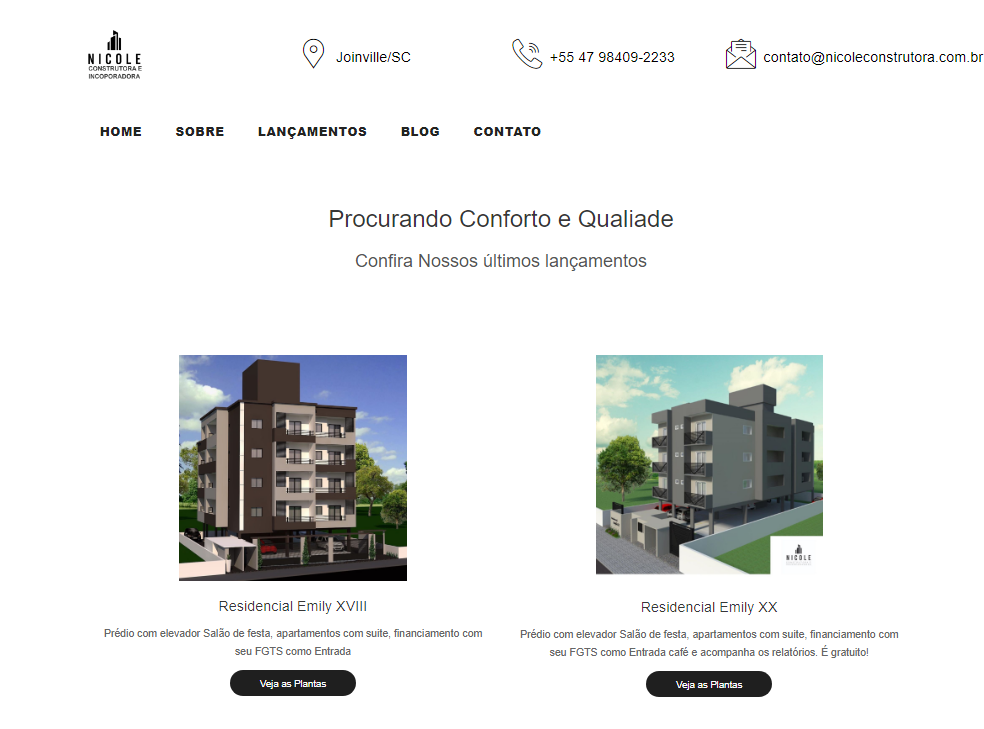 NICOLE
CONSTRUTORA E
INCOPORADORA
Joinville/SC
+55 47 98409-2233
contato@nicoleconstrutora.com.br
HOME SOBRE LANÇAMENTOS BLOG CONTATO
Procurando Conforto e Qualiade
Confira Nossos últimos lançamentos
NICOLE
Residencial Emily XVIII
Prédio com elevador Salão de festa, apartamentos com suite, financiamento com
seu FGTS como Entrada
Veja as Plantas
Residencial Emily XX
Prédio com elevador Salão de festa, apartamentos com suite, financiamento com
seu FGTS como Entrada café e acompanha os relatórios. É gratuito!
Veja as Plantas